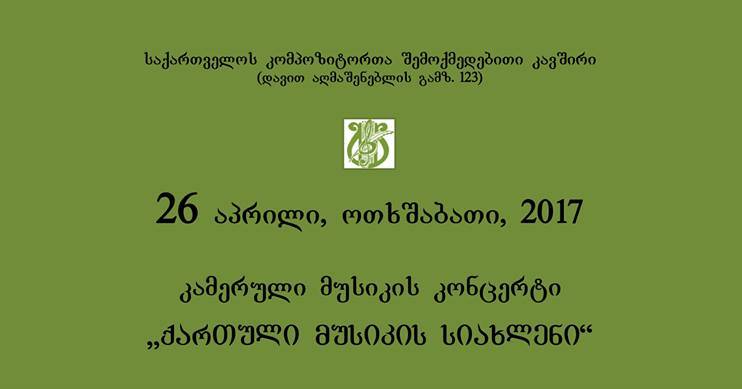 საქართველოს კომპოზიტორთა შემოქმედებითი კავშირი
(დავით აღმაშენებლის გამზ. 123)
26 აპრილი, ოთხშაბათი, 2017
კამერული მუსიკის კონცერტი
„ქართული მუსიკის სიახლენი“